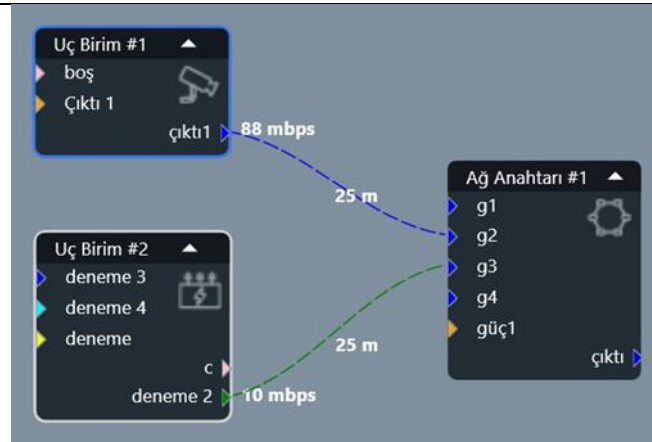 Uç Birim #1
boş
Çıktı 1
çıktı1
88 mbps
25 m
Uç Birim #2
deneme 3
deneme 4
deneme
c
deneme 2
10 mbps
25 m
Ağ Anahtarı #1
g1
g2
g3
g4
güç1
çıktı